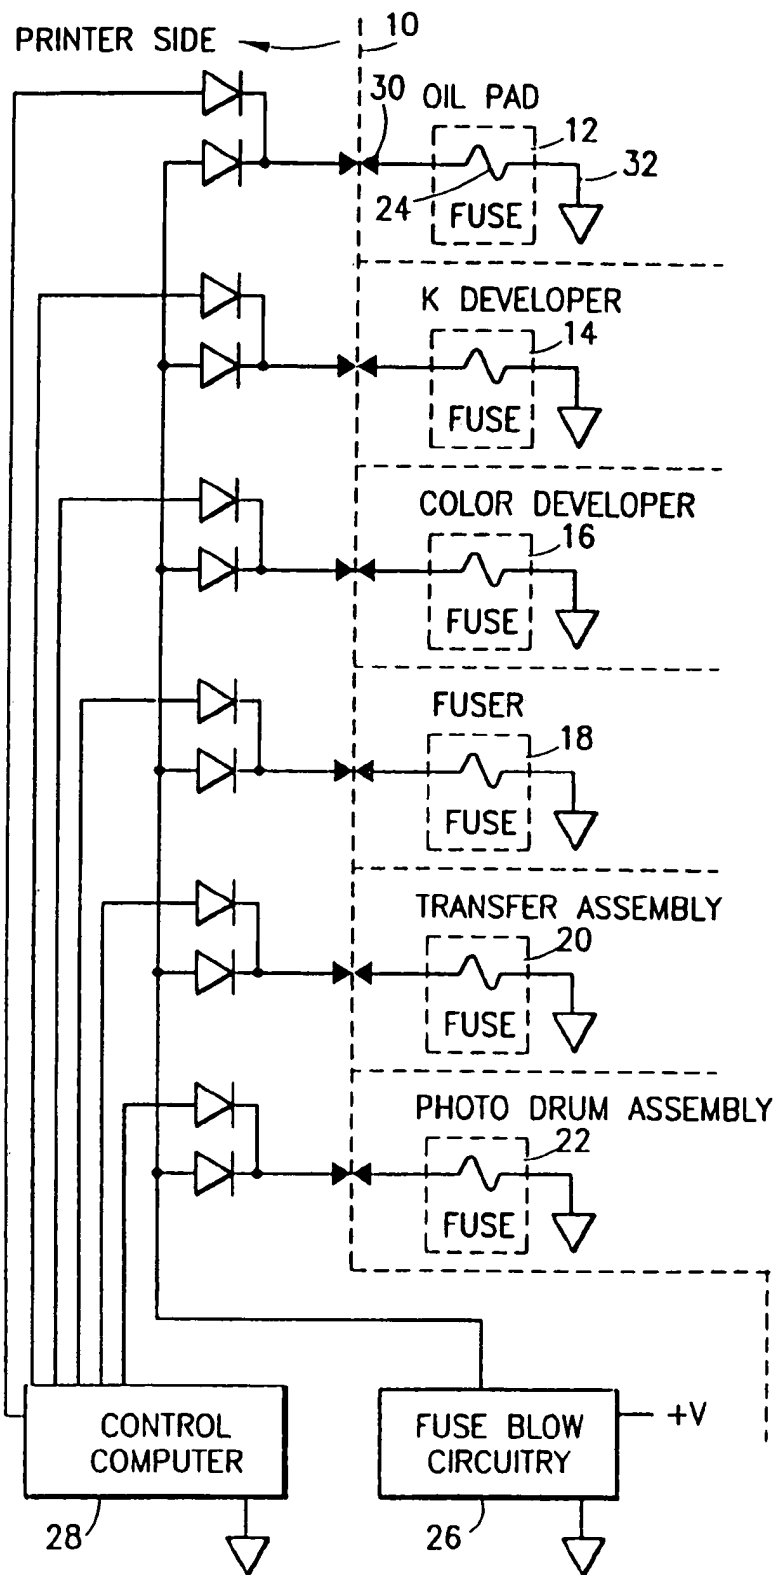 PRINTER SIDE
10
30
OIL PAD
12
32
24
FUSE
K DEVELOPER
14
FUSE
COLOR DEVELOPER
16
FUSE
FUSER
18
FUSE
TRANSFER ASSEMBLY
20
FUSE
PHOTO DRUM ASSEMBLY
22
FUSE
CONTROL
COMPUTER
28
FUSE BLOW
CIRCUITRY
26
+V